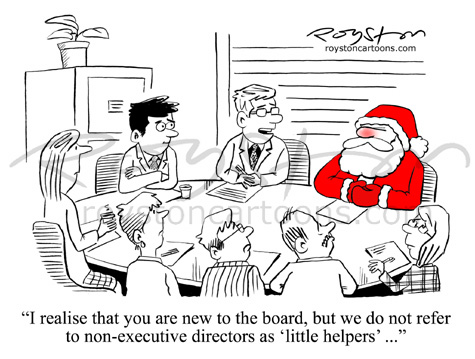 ROYSTON
roystoncartoons.com
ROYSTON
roystoncartoons.com
“I realise that you are new to the board, but we do not refer
to non-executive directors as ‘little helpers’ ...”